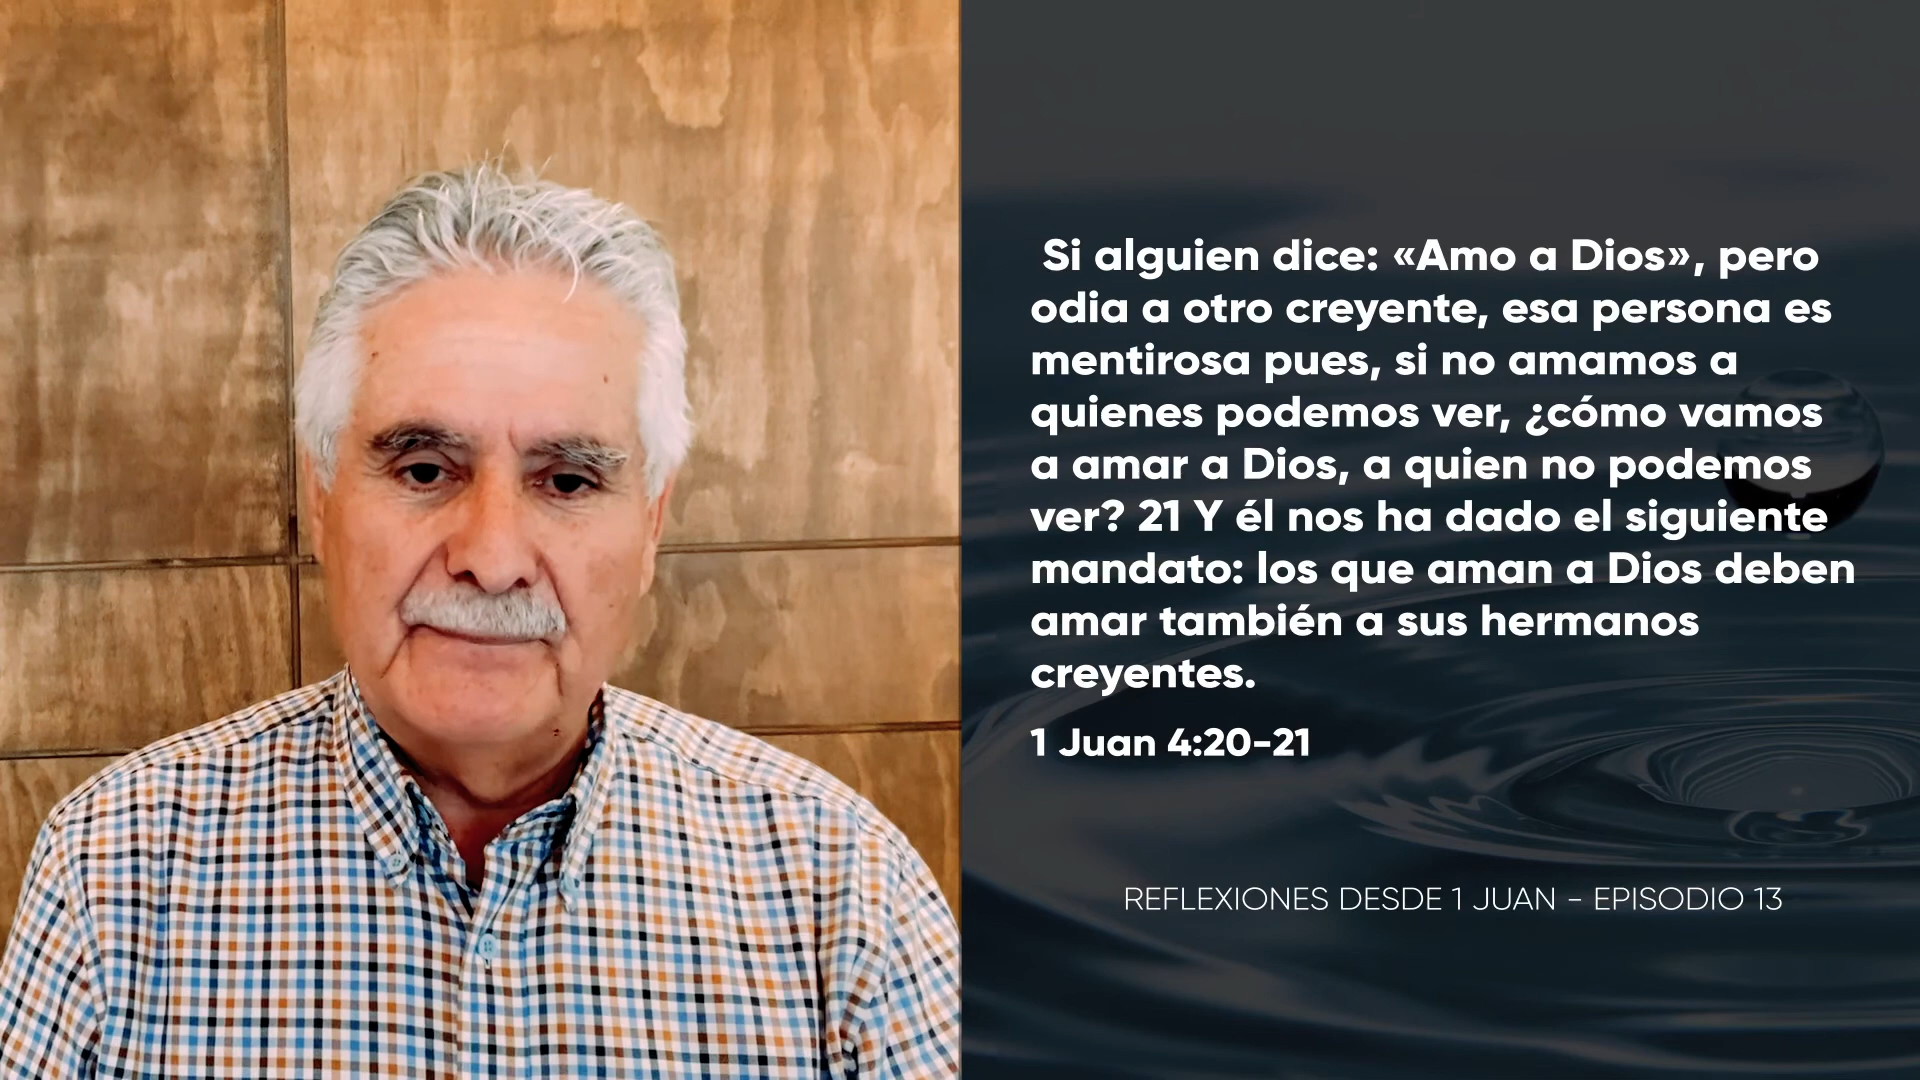 Si alguien dice: «Amo a Dios», pero
odia a otro creyente, esa persona es
mentirosa pues, si no amamos a
quienes podemos ver, ¿cómo vamos
a amar a Dios, a quien no podemos
ver? 21 Y él nos ha dado el siguiente
mandato: los que aman a Dios deben
amar también a sus hermanos
creyentes.
1 Juan 4:20-21
REFLEXIONES DESDE 1 JUAN - EPISODIO 13